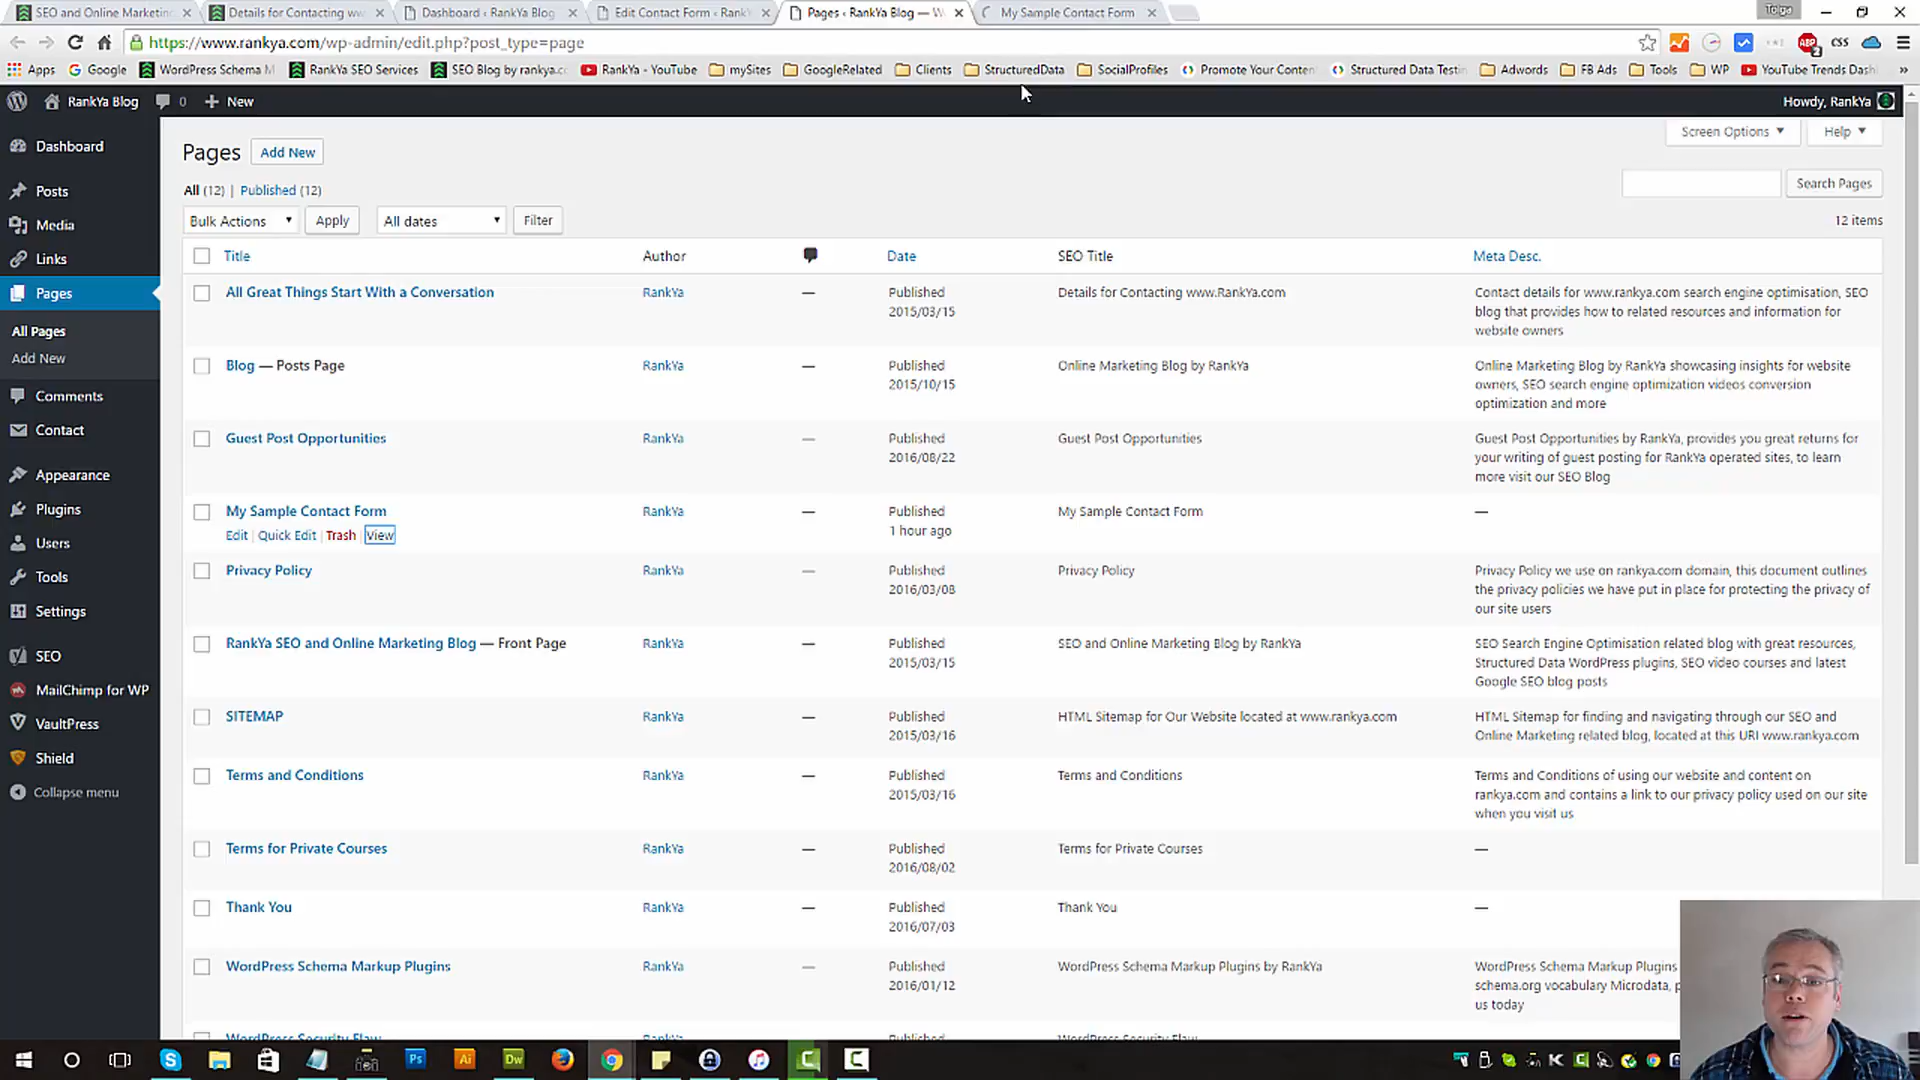 SEO and Online Marketin
Details for Contacting ww
Dashboard ‹ RankYa Blog
Edit Contact Form ‹ RankY
Pages ‹ RankYa Blog — W
My Sample Contact Form
Tolga
https://www.rankya.com/wp-admin/edit.php?post_type=page
ABP
2
CSS
Apps
Google
WordPress Schema M
RankYa SEO Services
SEO Blog by rankya.co
RankYa - YouTube
mySites
GoogleRelated
Clients
StructuredData
SocialProfiles
Promote Your Conten
Structured Data Testin
Adwords
FB Ads
Tools
WP
YouTube Trends Dash
»
RankYa Blog
0
+ New
Howdy, RankYa
Dashboard
Posts
Media
Links
Pages
All Pages
Add New
Comments
Contact
Appearance
Plugins
Users
Tools
Settings
SEO
MailChimp for WP
VaultPress
Shield
Collapse menu
Pages
Add New
Screen Options
Help
All (12) | Published (12)
Search Pages
Bulk Actions
Apply
All dates
Filter
12 items
Title
Author
Date
SEO Title
Meta Desc.
All Great Things Start With a Conversation
RankYa
—
Published
2015/03/15
Details for Contacting www.RankYa.com
Contact details for www.rankya.com search engine optimisation, SEO
blog that provides how to related resources and information for
website owners
Blog — Posts Page
RankYa
—
Published
2015/10/15
Online Marketing Blog by RankYa
Online Marketing Blog by RankYa showcasing insights for website
owners, SEO search engine optimization videos conversion
optimization and more
Guest Post Opportunities
RankYa
—
Published
2016/08/22
Guest Post Opportunities
Guest Post Opportunities by RankYa, provides you great returns for
your writing of guest posting for RankYa operated sites, to learn
more visit our SEO Blog
My Sample Contact Form
Edit | Quick Edit | Trash | View
RankYa
—
Published
1 hour ago
My Sample Contact Form
—
Privacy Policy
RankYa
—
Published
2016/03/08
Privacy Policy
Privacy Policy we use on rankya.com domain, this document outlines
the privacy policies we have put in place for protecting the privacy of
our site users
RankYa SEO and Online Marketing Blog — Front Page
RankYa
—
Published
2015/03/15
SEO and Online Marketing Blog by RankYa
SEO Search Engine Optimisation related blog with great resources,
Structured Data WordPress plugins, SEO video courses and latest
Google SEO blog posts
SITEMAP
RankYa
—
Published
2015/03/16
HTML Sitemap for Our Website located at www.rankya.com
HTML Sitemap for finding and navigating through our SEO and
Online Marketing related blog, located at this URI www.rankya.com
Terms and Conditions
RankYa
—
Published
2015/03/16
Terms and Conditions
Terms and Conditions of using our website and content on
rankya.com and contains a link to our privacy policy used on our site
when you visit us
Terms for Private Courses
RankYa
—
Published
2016/08/02
Terms for Private Courses
—
Thank You
RankYa
—
Published
2016/07/03
Thank You
—
WordPress Schema Markup Plugins
RankYa
—
Published
2016/01/12
WordPress Schema Markup Plugins by RankYa
WordPress Schema Markup Plugins
schema.org vocabulary Microdata, p
us today
WordPress Security Flaw
RankYa
Published
WordPress Security Flaw
Ps
Ai
Dw